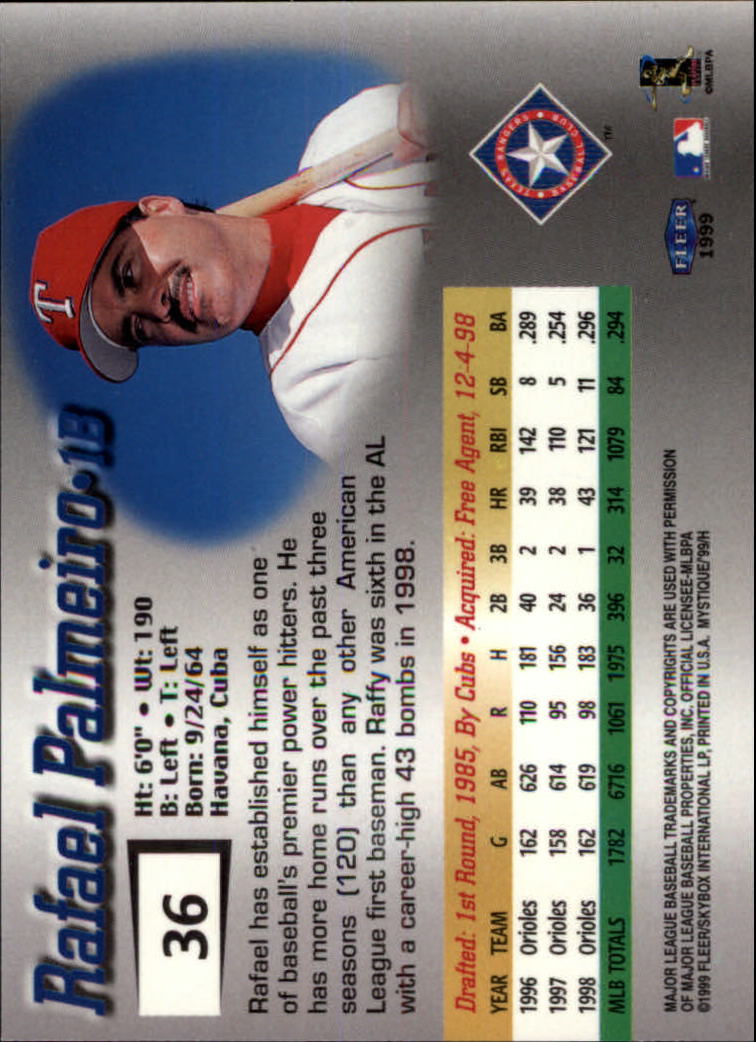 Rafael Palmeiro•1B
36
Ht: 6'0" • Wt: 190
B: Left • T: Left
Born: 9/24/64
Havana, Cuba
T
Rafael has established himself as one
of baseball's premier power hitters. He
has more home runs over the past three
seasons (120) than any other American
League first baseman. Raffy was sixth in the AL
with a career-high 43 bombs in 1998.
TEXAS RANGERS
BASEBALL CLUB
TM
Drafted: 1st Round, 1985, By Cubs • Acquired: Free Agent, 12-4-98
YEAR TEAM G AB R H 2B 3B HR RBI SB BA
1996 Orioles 162 626 110 181 40 2 39 142 8 .289
1997 Orioles 158 614 95 156 24 2 38 110 5 .254
1998 Orioles 162 619 98 183 36 1 43 121 11 .296
MLB TOTALS 1782 6716 1061 1975 396 32 314 1079 84 .294
MAJOR LEAGUE BASEBALL TRADEMARKS AND COPYRIGHTS ARE USED WITH PERMISSION
OF MAJOR LEAGUE BASEBALL PROPERTIES, INC. OFFICIAL LICENSEE-MLBPA
©1999 FLEER/SKYBOX INTERNATIONAL LP, PRINTED IN U.S.A. MYSTIQUE/99/H
FLEER
1999
©MLBPA